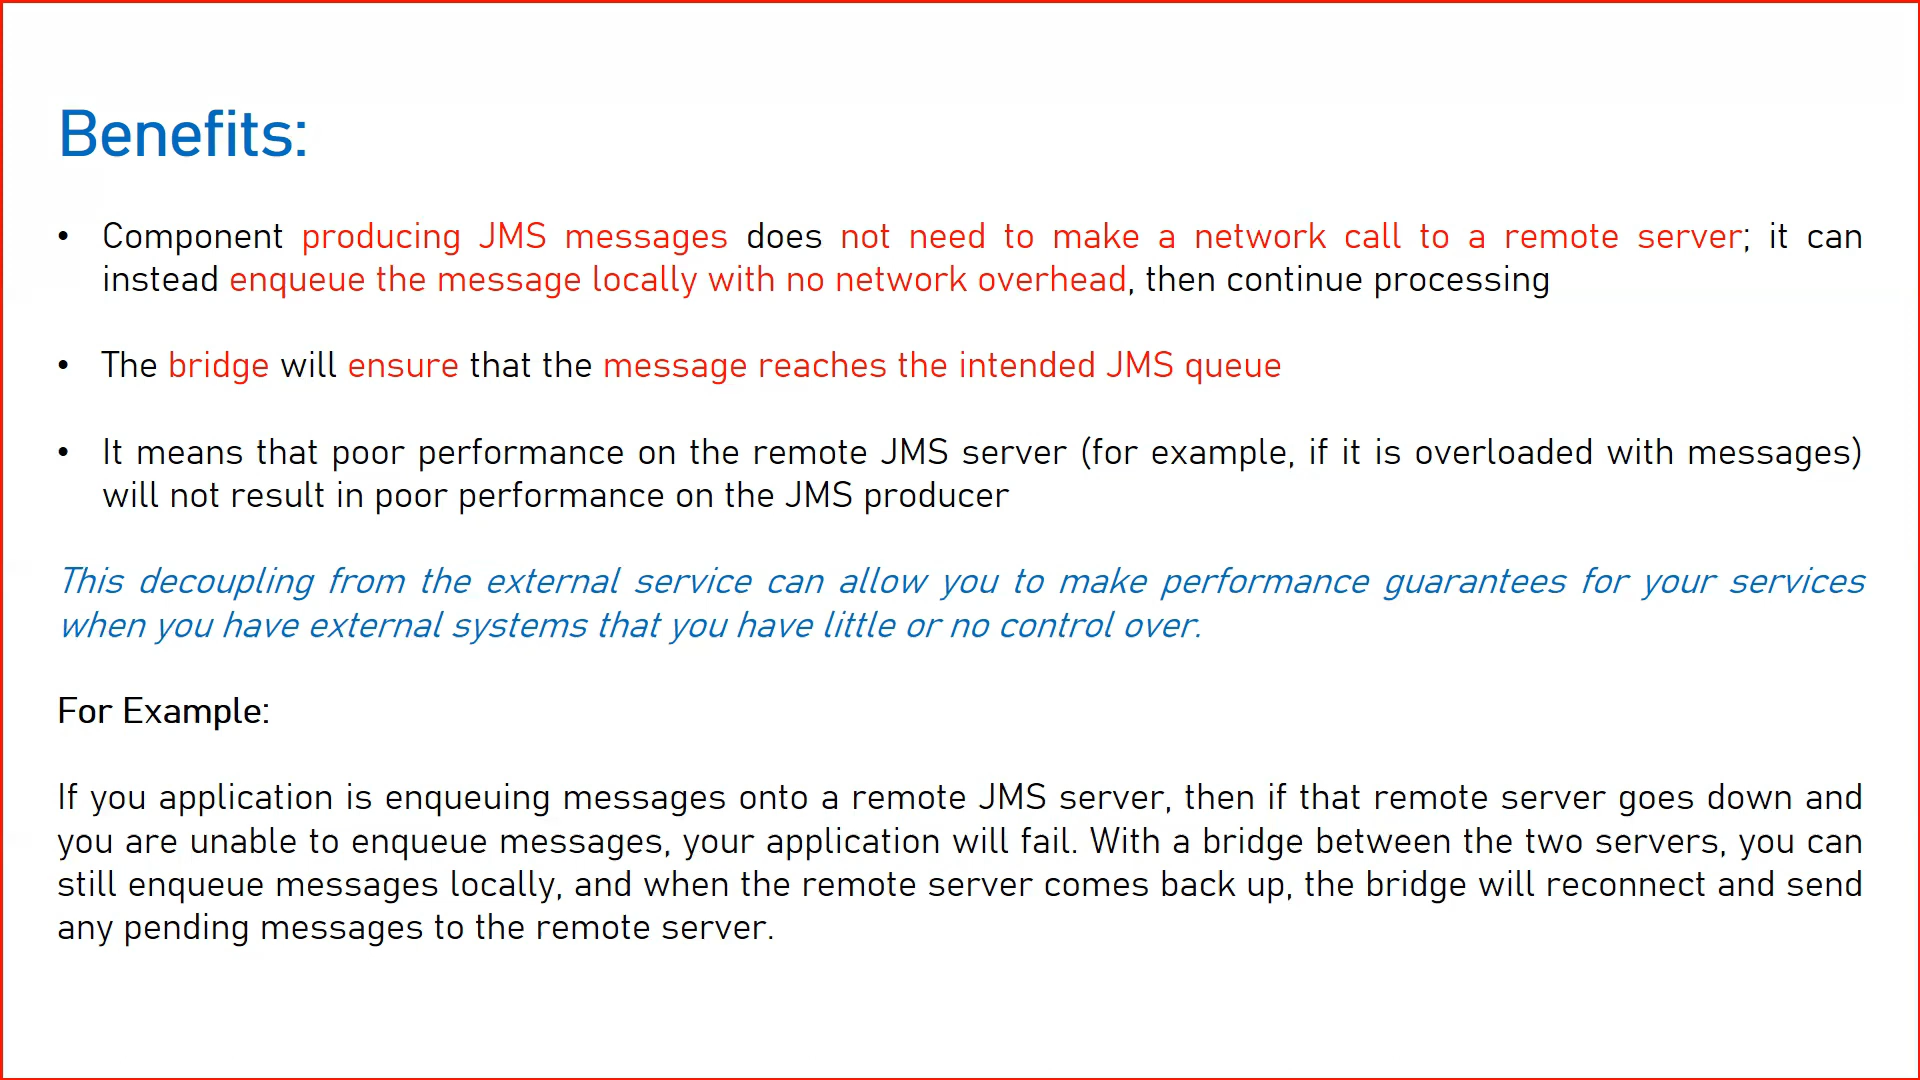 Benefits:
• Component producing JMS messages does not need to make a network call to a remote server; it can
instead enqueue the message locally with no network overhead, then continue processing
• The bridge will ensure that the message reaches the intended JMS queue
• It means that poor performance on the remote JMS server (for example, if it is overloaded with messages)
will not result in poor performance on the JMS producer
This decoupling from the external service can allow you to make performance guarantees for your services
when you have external systems that you have little or no control over.
For Example:
If you application is enqueuing messages onto a remote JMS server, then if that remote server goes down and
you are unable to enqueue messages, your application will fail. With a bridge between the two servers, you can
still enqueue messages locally, and when the remote server comes back up, the bridge will reconnect and send
any pending messages to the remote server.